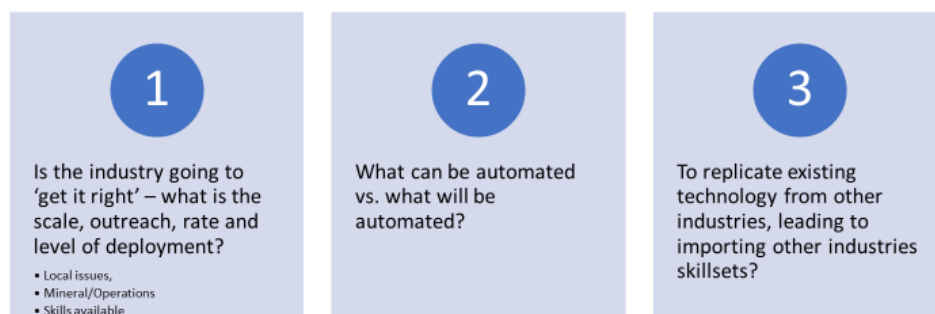 1
Is the industry going to
‘get it right’ – what is the
scale, outreach, rate and
level of deployment?
• Local issues,
• Mineral/Operations
• Skills available
2
What can be automated
vs. what will be
automated?
3
To replicate existing
technology from other
industries, leading to
importing other industries
skillsets?